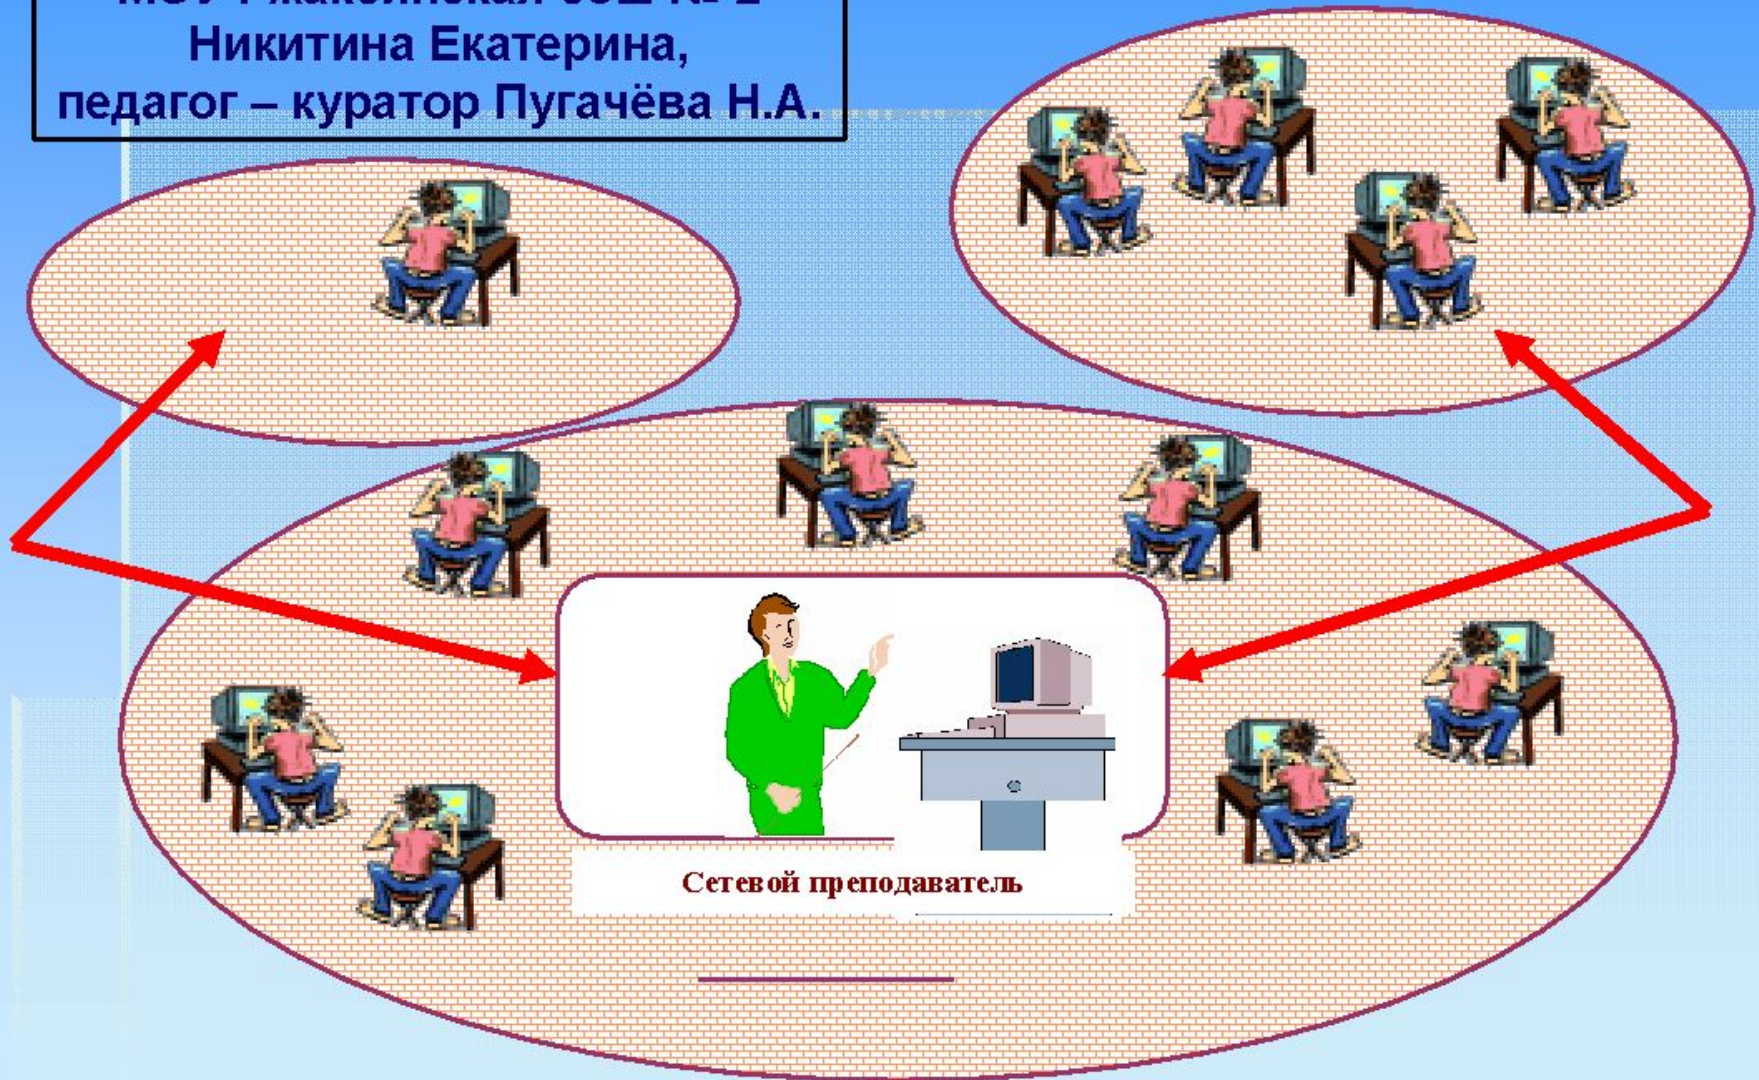 Никитина Екатерина,
педагог – куратор Пугачёва Н.А.
Сетевой преподаватель